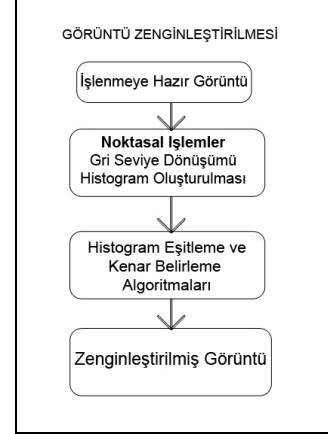 GÖRÜNTÜ ZENGİNLEŞTİRİLMESİ
İşlenmeye Hazır Görüntü
Noktasal Işlemler
Gri Seviye Dönüşümü
Histogram Oluşturulması
Histogram Eşitleme ve
Kenar Belirleme
Algoritmaları
Zenginleştirilmiş Görüntü